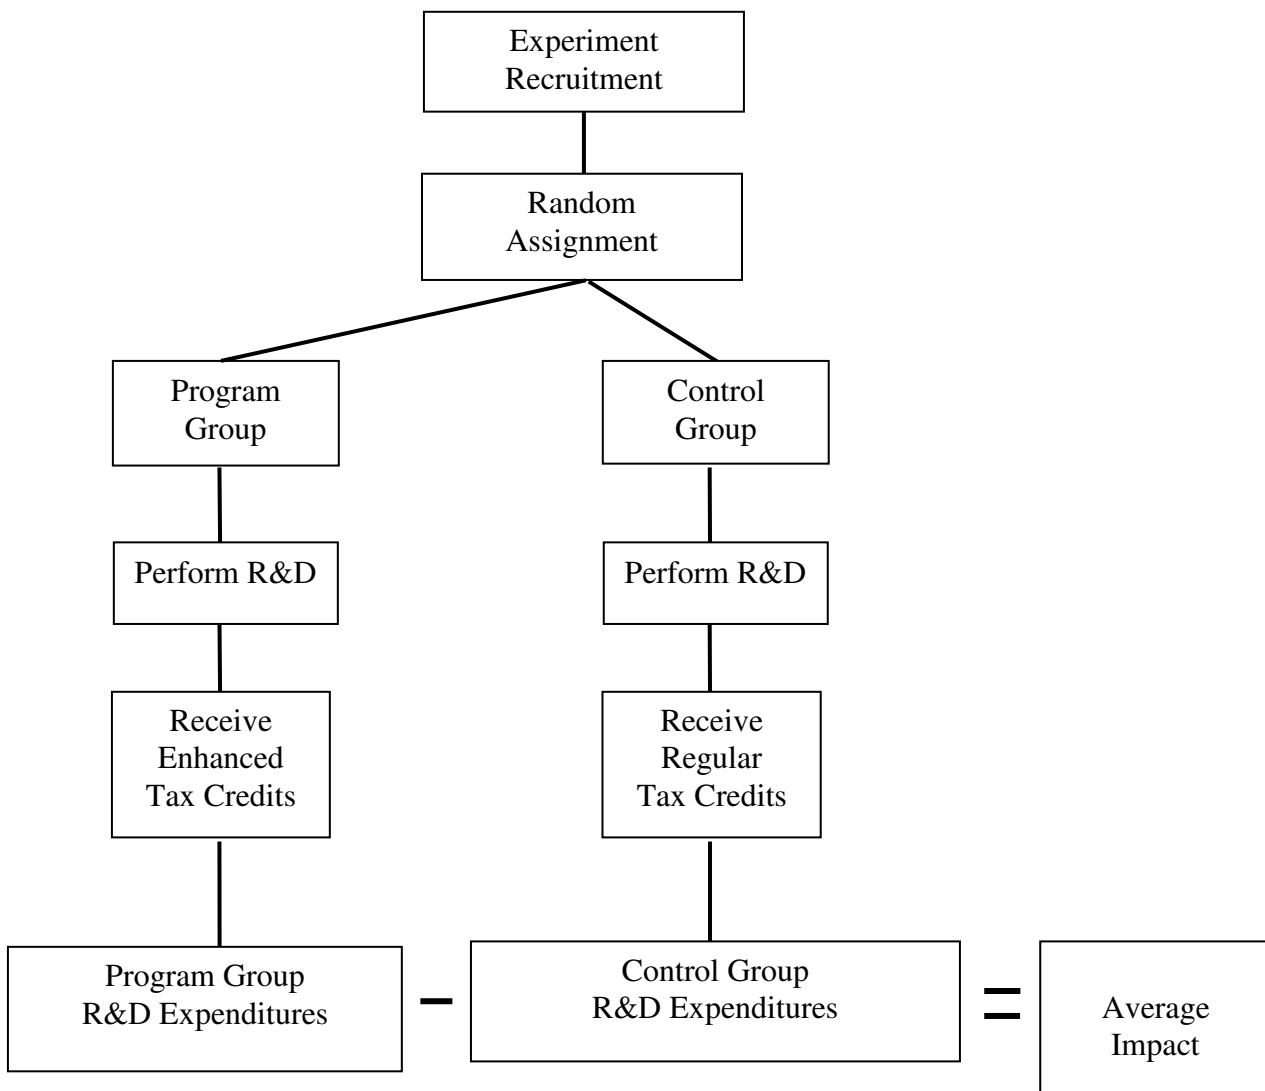 Experiment
Recruitment
Random
Assignment
Program
Group
Control
Group
Perform R&D
Perform R&D
Receive
Enhanced
Tax Credits
Receive
Regular
Tax Credits
Program Group
R&D Expenditures
–
Control Group
R&D Expenditures
=
Average
Impact